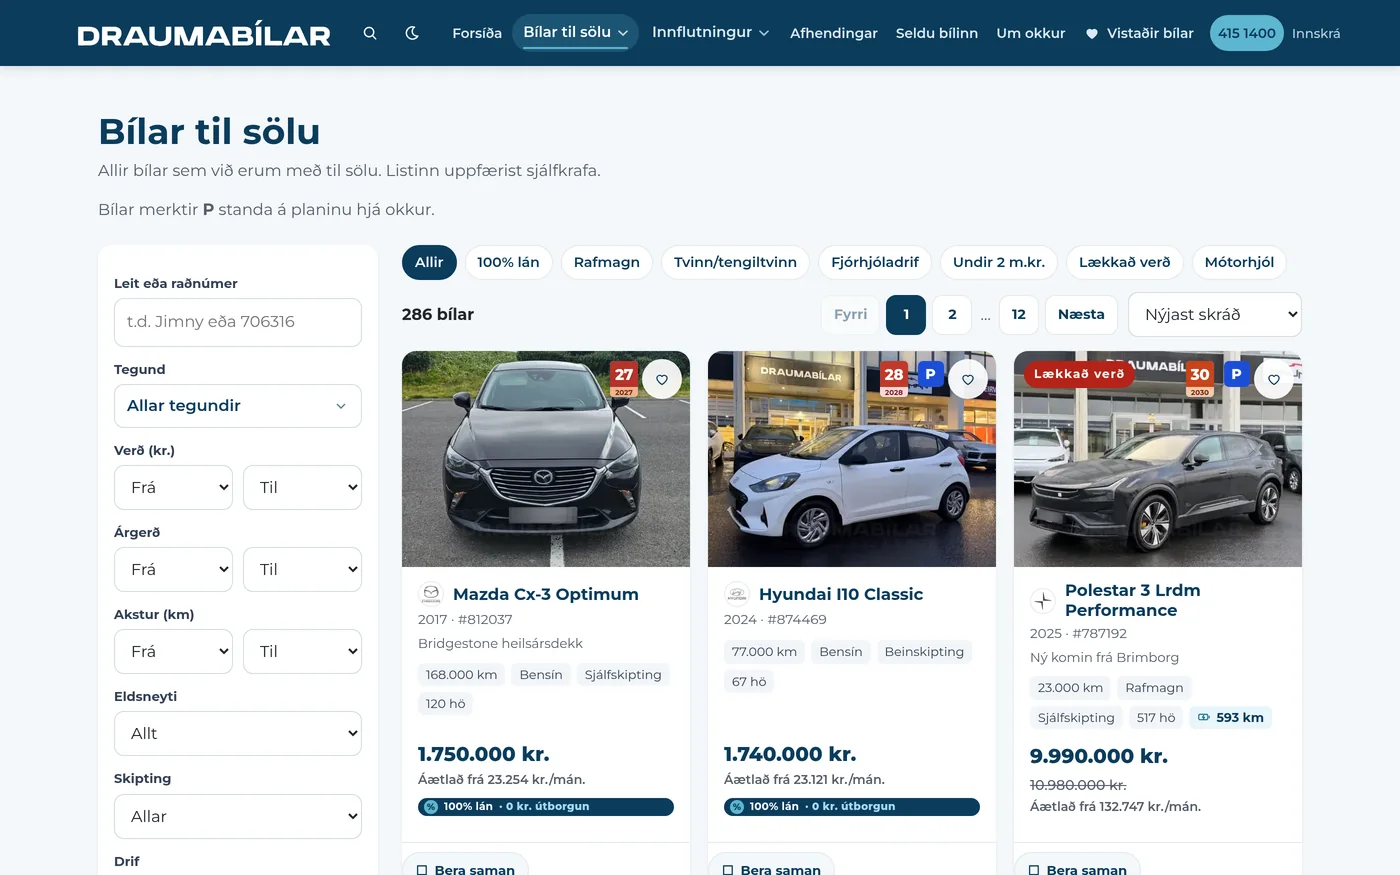 DRAUMABÍLAR
Forsíða
Bílar til sölu
Innflutningur
Afhendingar
Seldu bílinn
Um okkur
Vistaðir bílar
415 1400
Innskrá
Bílar til sölu
Allir bílar sem við erum með til sölu. Listinn uppfærist sjálfkrafa.
Bílar merktir P standa á planinu hjá okkur.
Leit eða raðnúmer
t.d. Jimny eða 706316
Tegund
Allar tegundir
Verð (kr.)
Frá
Til
Árgerð
Frá
Til
Akstur (km)
Frá
Til
Eldsneyti
Allt
Skipting
Allar
Drif
Allir
100% lán
Rafmagn
Tvinn/tengiltvinn
Fjórhjóladrif
Undir 2 m.kr.
Lækkað verð
Mótorhjól
286 bílar
Fyrri
1
2
...
12
Næsta
Nýjast skráð
27
2027
Mazda Cx-3 Optimum
2017 · #812037
Bridgestone heilsársdekk
168.000 km
Bensín
Sjálfskipting
120 hö
1.750.000 kr.
Áætlað frá 23.254 kr./mán.
% 100% lán · 0 kr. útborgun
Bera saman
DRAUMABÍLAR
28
2028
P
Hyundai I10 Classic
2024 · #874469
77.000 km
Bensín
Beinskipting
67 hö
1.740.000 kr.
Áætlað frá 23.121 kr./mán.
% 100% lán · 0 kr. útborgun
Bera saman
Lækkað verð
30
2030
P
Polestar 3 Lrdm
Performance
2025 · #787192
Ný komin frá Brimborg
23.000 km
Rafmagn
Sjálfskipting
517 hö
593 km
9.990.000 kr.
10.980.000 kr.
Áætlað frá 132.747 kr./mán.
Bera saman